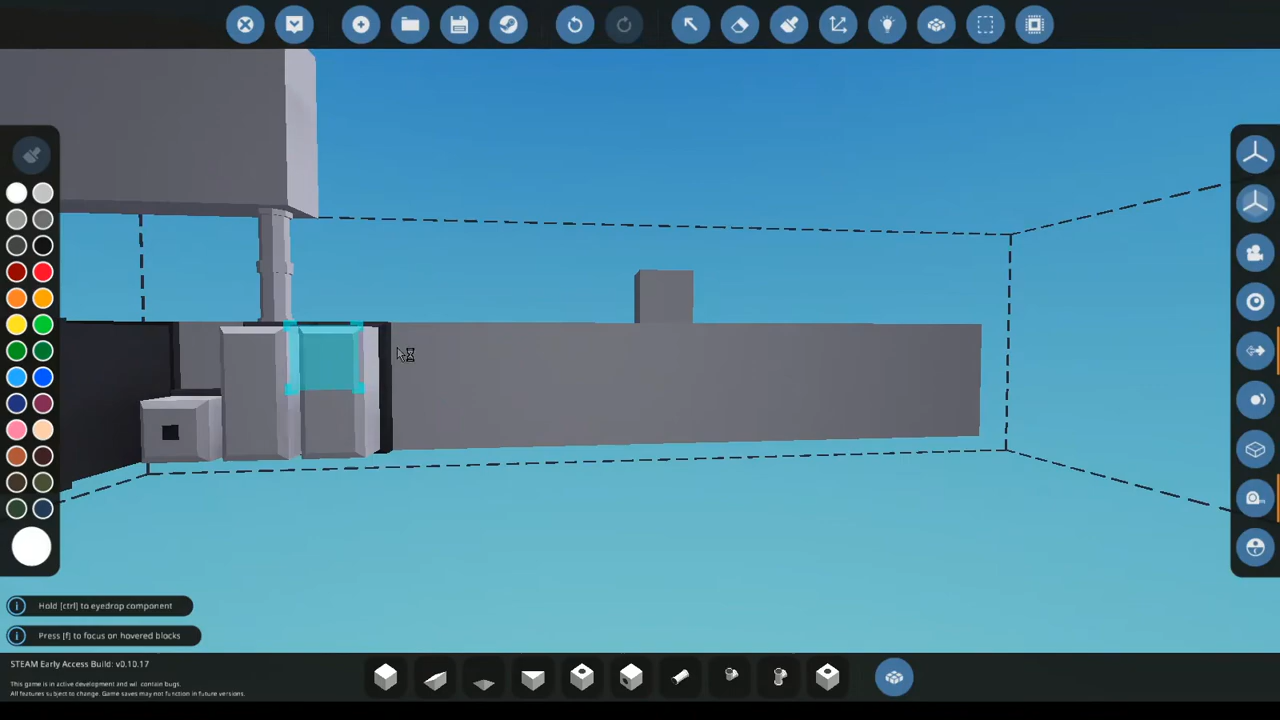 Hold [ctrl] to eyedrop component
Press [f] to focus on hovered blocks
STEAM Early Access Build: v0.10.17
This game is in active development and will contain bugs.
All features subject to change. Game saves may not function in future versions.